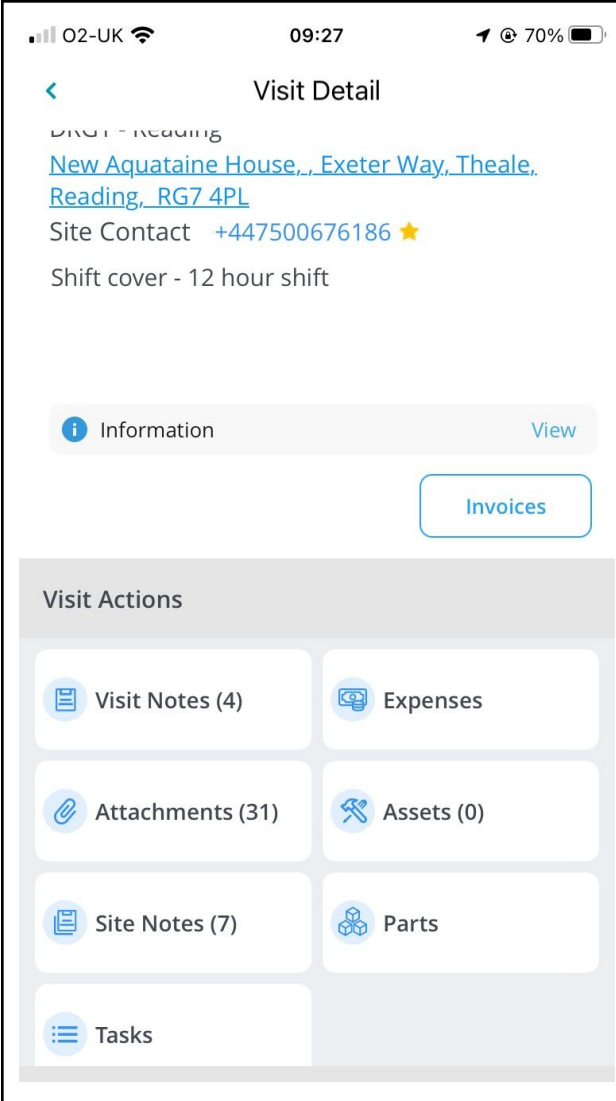 O2-UK 09:27 70%
Visit Detail
DRG1 - Reading
New Aquataine House, , Exeter Way, Theale,
Reading, RG7 4PL
Site Contact +447500676186
Shift cover - 12 hour shift
Information View
Invoices
Visit Actions
Visit Notes (4) Expenses
Attachments (31) Assets (0)
Site Notes (7) Parts
Tasks